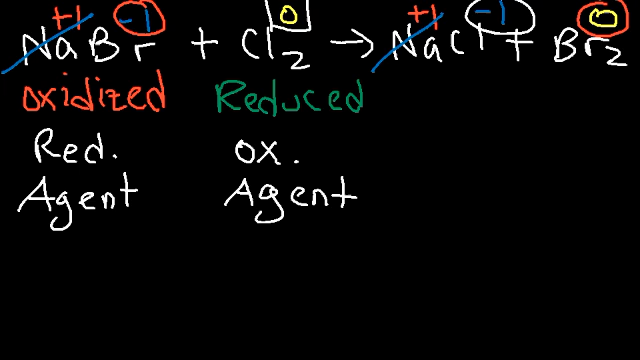 +1 -1 0 +1 -1 0
NaBr + Cl2 → NaCl + Br2
oxidized Reduced
Red. ox.
Agent Agent